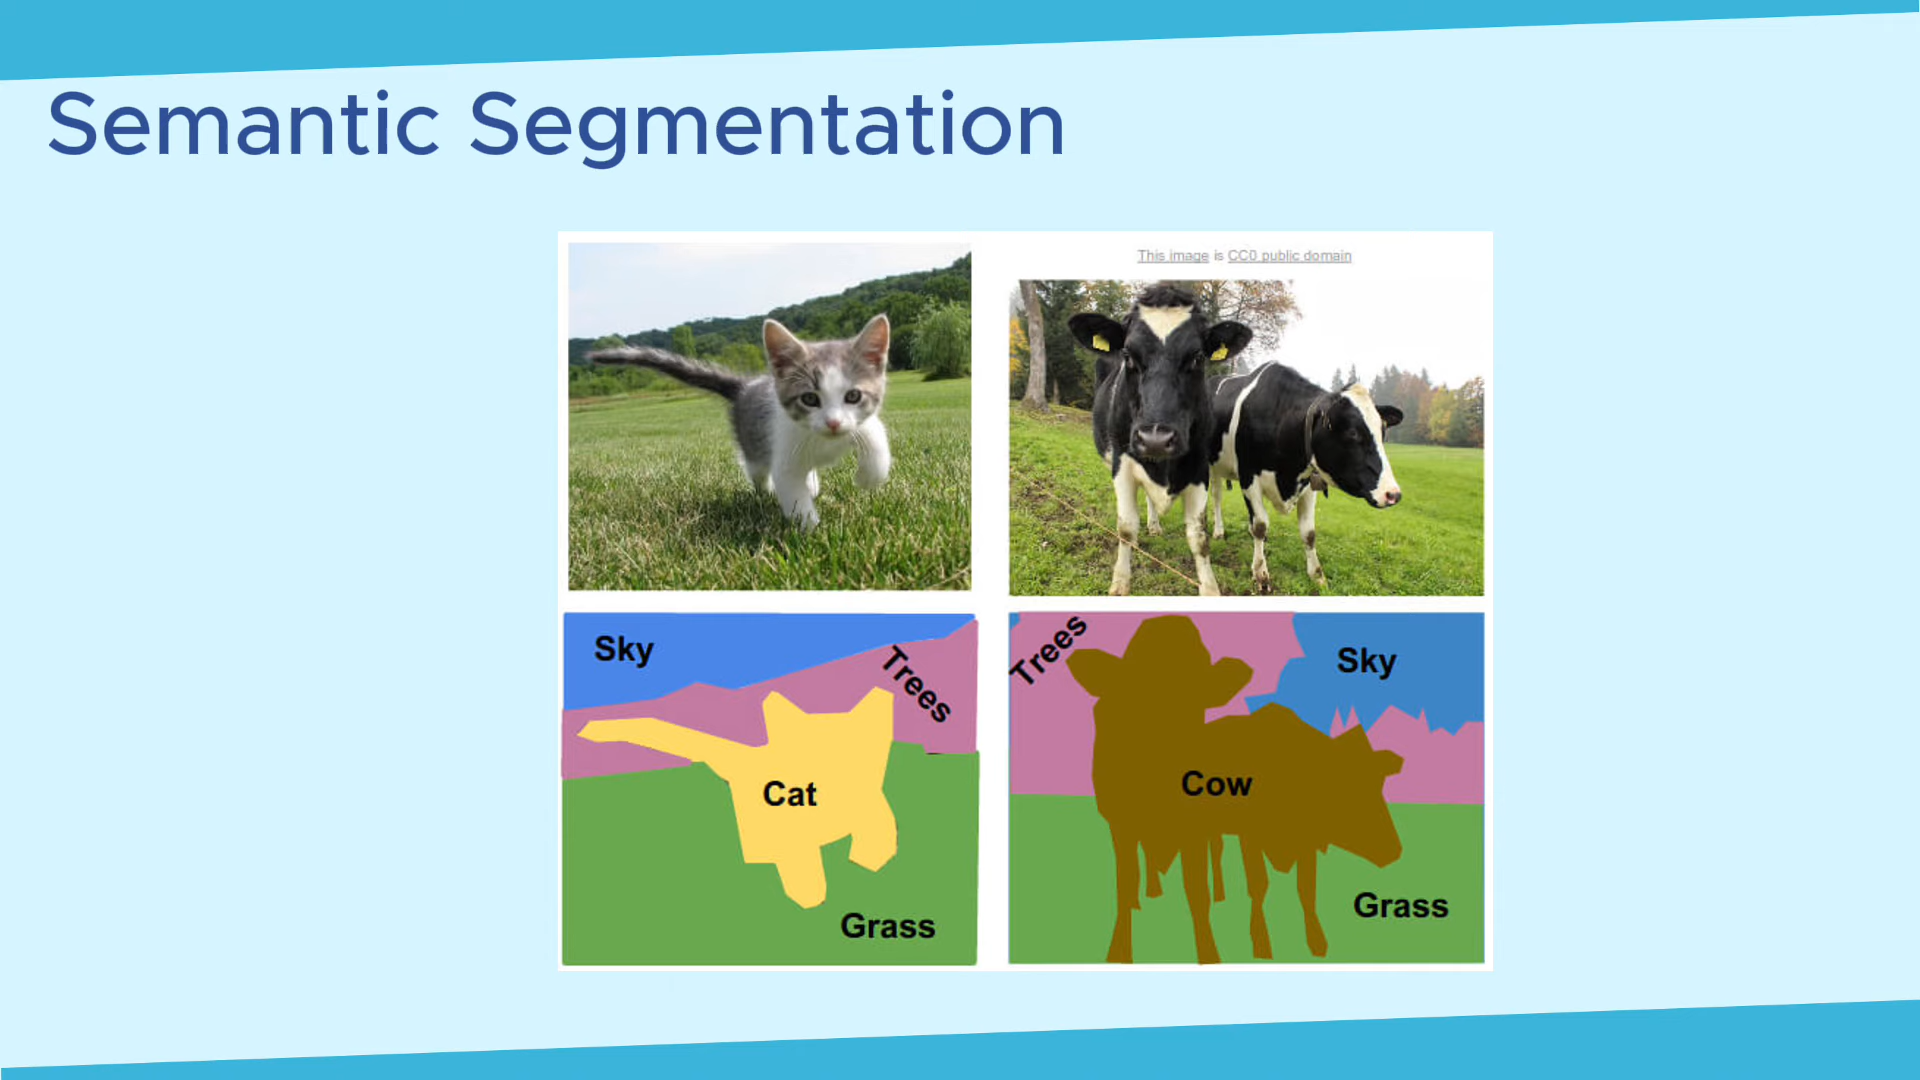 Semantic Segmentation
This image is CC0 public domain
Sky
Trees
Cat
Grass
Trees
Sky
Cow
Grass